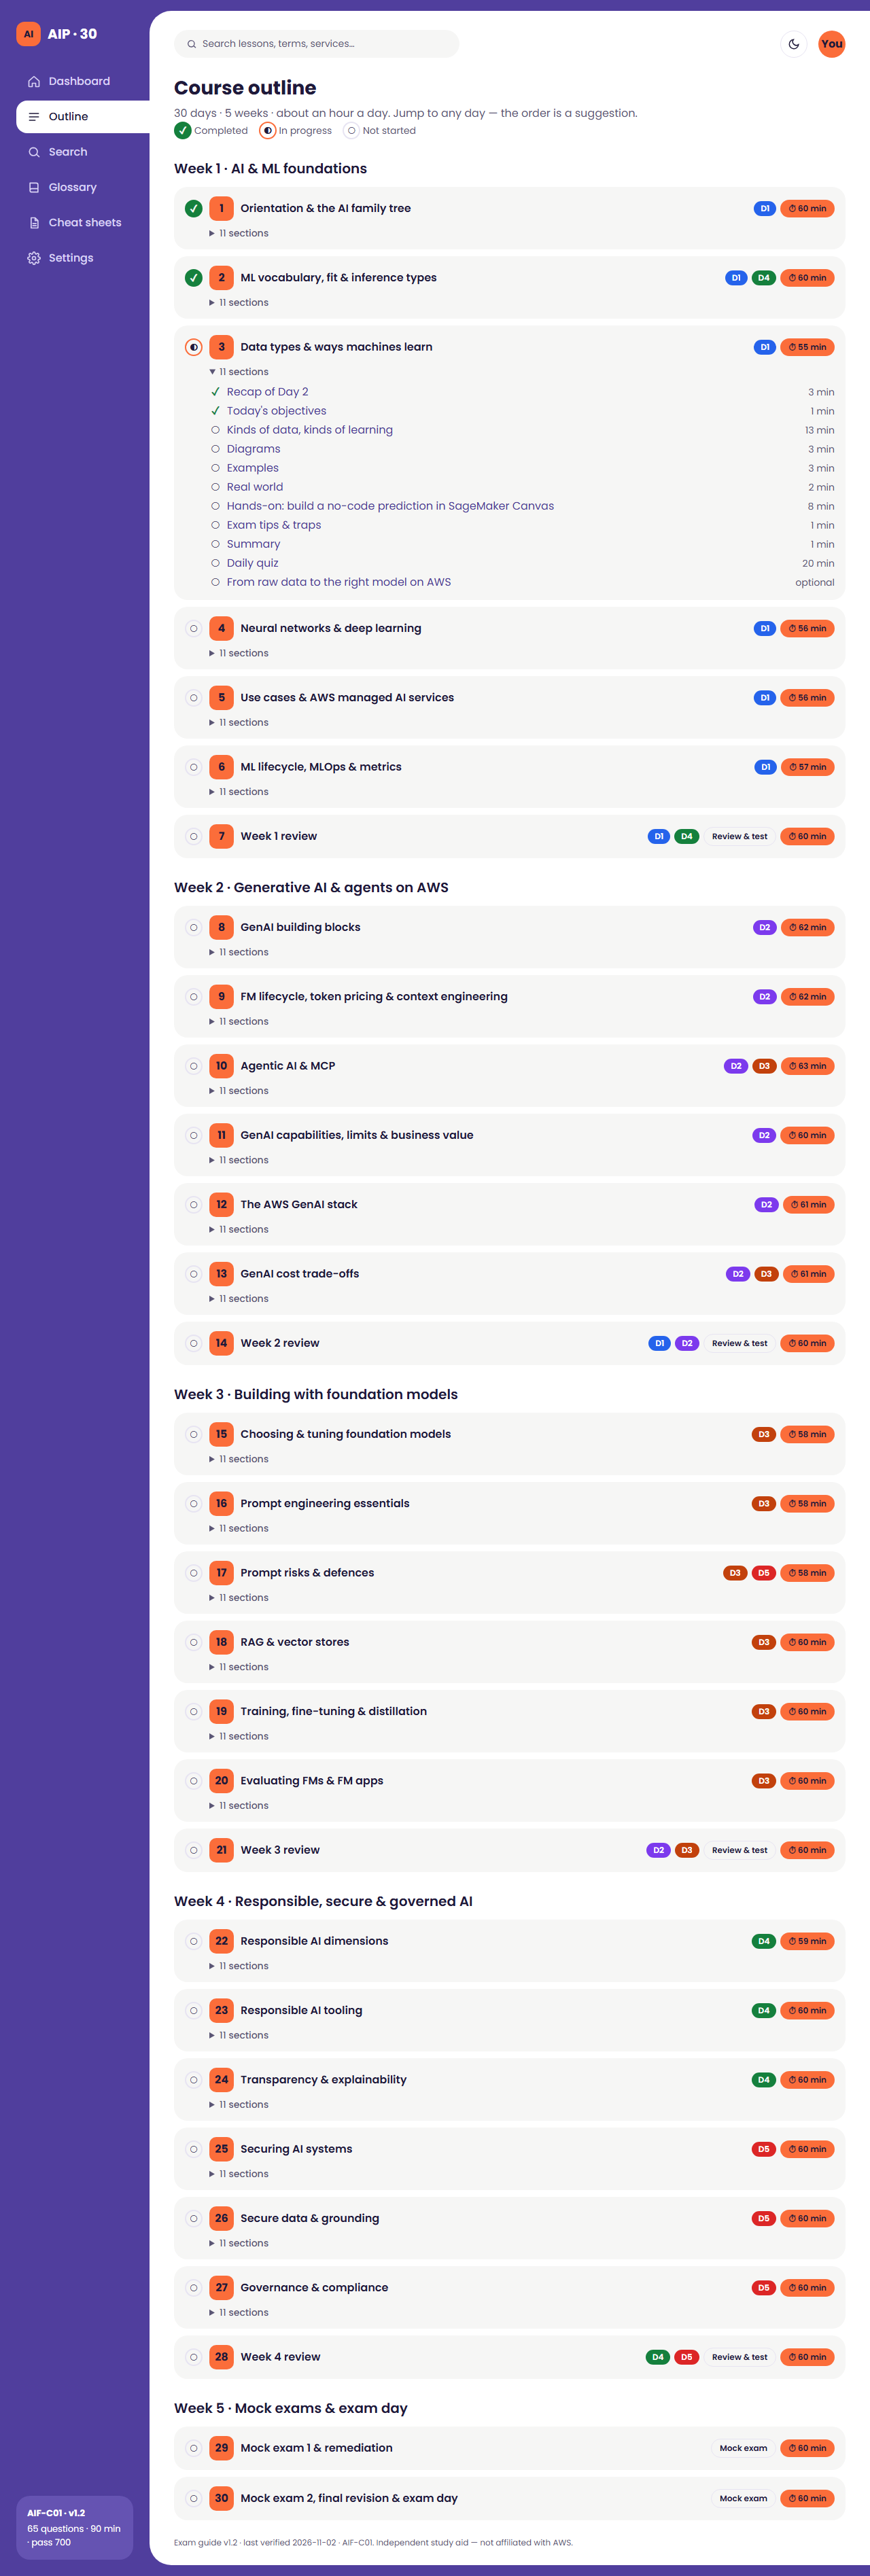 AI AIP · 30
Dashboard
Outline
Search
Glossary
Cheat sheets
Settings
AIF-C01 · v1.2
65 questions · 90 min
· pass 700
Search lessons, terms, services…
You
Course outline
30 days · 5 weeks · about an hour a day. Jump to any day — the order is a suggestion.
Completed In progress Not started
Week 1 · AI & ML foundations
1 Orientation & the AI family tree D1 60 min
11 sections
2 ML vocabulary, fit & inference types D1 D4 60 min
11 sections
3 Data types & ways machines learn D1 55 min
11 sections
Recap of Day 2 3 min
Today's objectives 1 min
Kinds of data, kinds of learning 13 min
Diagrams 3 min
Examples 3 min
Real world 2 min
Hands-on: build a no-code prediction in SageMaker Canvas 8 min
Exam tips & traps 1 min
Summary 1 min
Daily quiz 20 min
From raw data to the right model on AWS optional
4 Neural networks & deep learning D1 56 min
11 sections
5 Use cases & AWS managed AI services D1 56 min
11 sections
6 ML lifecycle, MLOps & metrics D1 57 min
11 sections
7 Week 1 review D1 D4 Review & test 60 min
Week 2 · Generative AI & agents on AWS
8 GenAI building blocks D2 62 min
11 sections
9 FM lifecycle, token pricing & context engineering D2 62 min
11 sections
10 Agentic AI & MCP D2 D3 63 min
11 sections
11 GenAI capabilities, limits & business value D2 60 min
11 sections
12 The AWS GenAI stack D2 61 min
11 sections
13 GenAI cost trade-offs D2 D3 61 min
11 sections
14 Week 2 review D1 D2 Review & test 60 min
Week 3 · Building with foundation models
15 Choosing & tuning foundation models D3 58 min
11 sections
16 Prompt engineering essentials D3 58 min
11 sections
17 Prompt risks & defences D3 D5 58 min
11 sections
18 RAG & vector stores D3 60 min
11 sections
19 Training, fine-tuning & distillation D3 60 min
11 sections
20 Evaluating FMs & FM apps D3 60 min
11 sections
21 Week 3 review D2 D3 Review & test 60 min
Week 4 · Responsible, secure & governed AI
22 Responsible AI dimensions D4 59 min
11 sections
23 Responsible AI tooling D4 60 min
11 sections
24 Transparency & explainability D4 60 min
11 sections
25 Securing AI systems D5 60 min
11 sections
26 Secure data & grounding D5 60 min
11 sections
27 Governance & compliance D5 60 min
11 sections
28 Week 4 review D4 D5 Review & test 60 min
Week 5 · Mock exams & exam day
29 Mock exam 1 & remediation Mock exam 60 min
30 Mock exam 2, final revision & exam day Mock exam 60 min
Exam guide v1.2 · last verified 2026-11-02 · AIF-C01. Independent study aid — not affiliated with AWS.